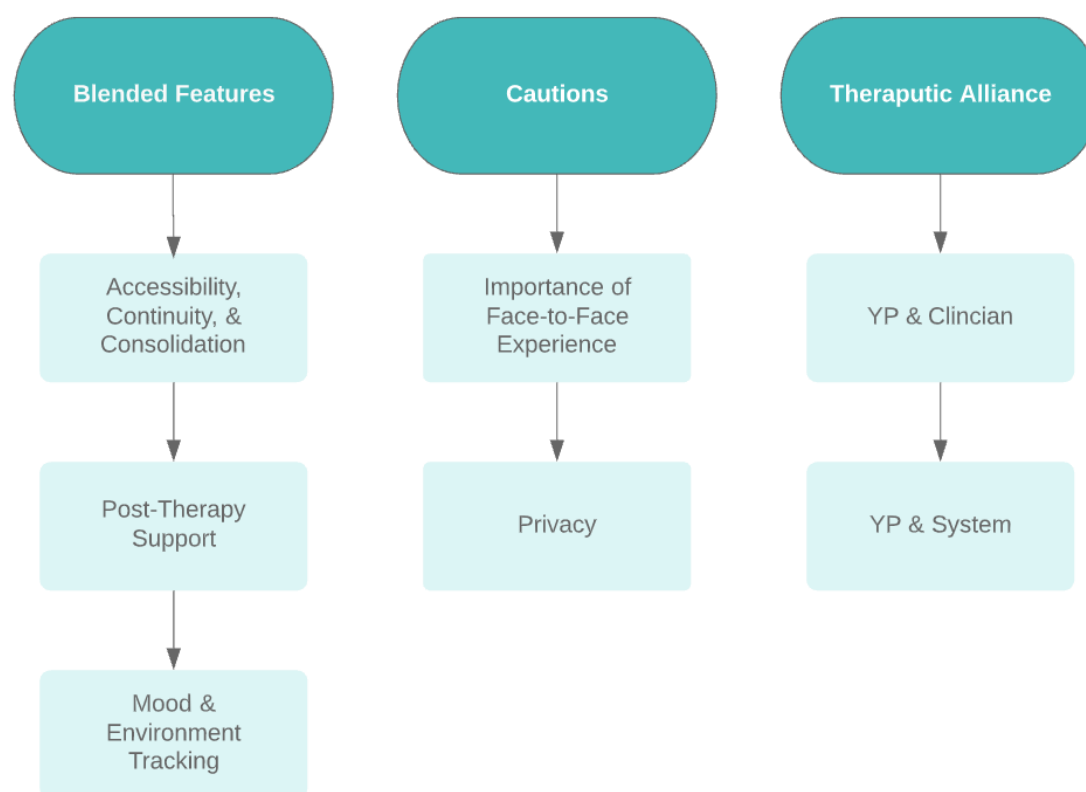 Blended Features
Accessibility,
Continuity, &
Consolidation
Post-Therapy
Support
Mood &
Environment
Tracking
Cautions
Importance of
Face-to-Face
Experience
Privacy
Theraputic Alliance
YP & Clincian
YP & System